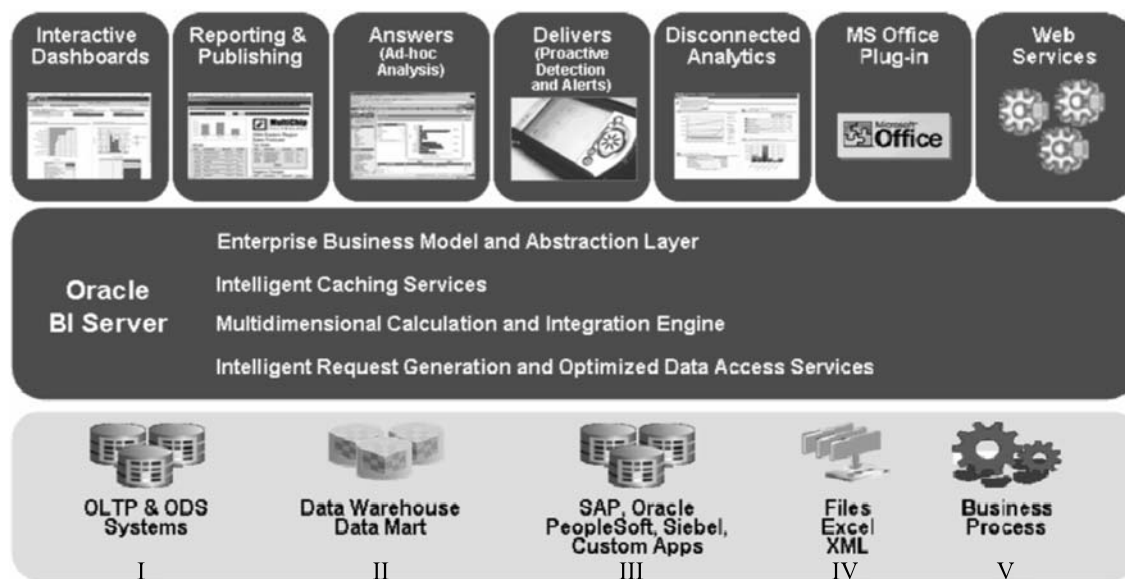 Interactive
Dashboards
Reporting &
Publishing
Answers
(Ad-hoc
Analysis)
Delivers
(Proactive
Detection
and Alerts)
Disconnected
Analytics
MS Office
Plug-in
Web
Services
MultiChip
Microsoft
Office
Oracle
BI Server
Enterprise Business Model and Abstraction Layer
Intelligent Caching Services
Multidimensional Calculation and Integration Engine
Intelligent Request Generation and Optimized Data Access Services
OLTP & ODS
Systems
Data Warehouse
Data Mart
SAP, Oracle
PeopleSoft, Siebel,
Custom Apps
Files
Excel
XML
Business
Process
I
II
III
IV
V